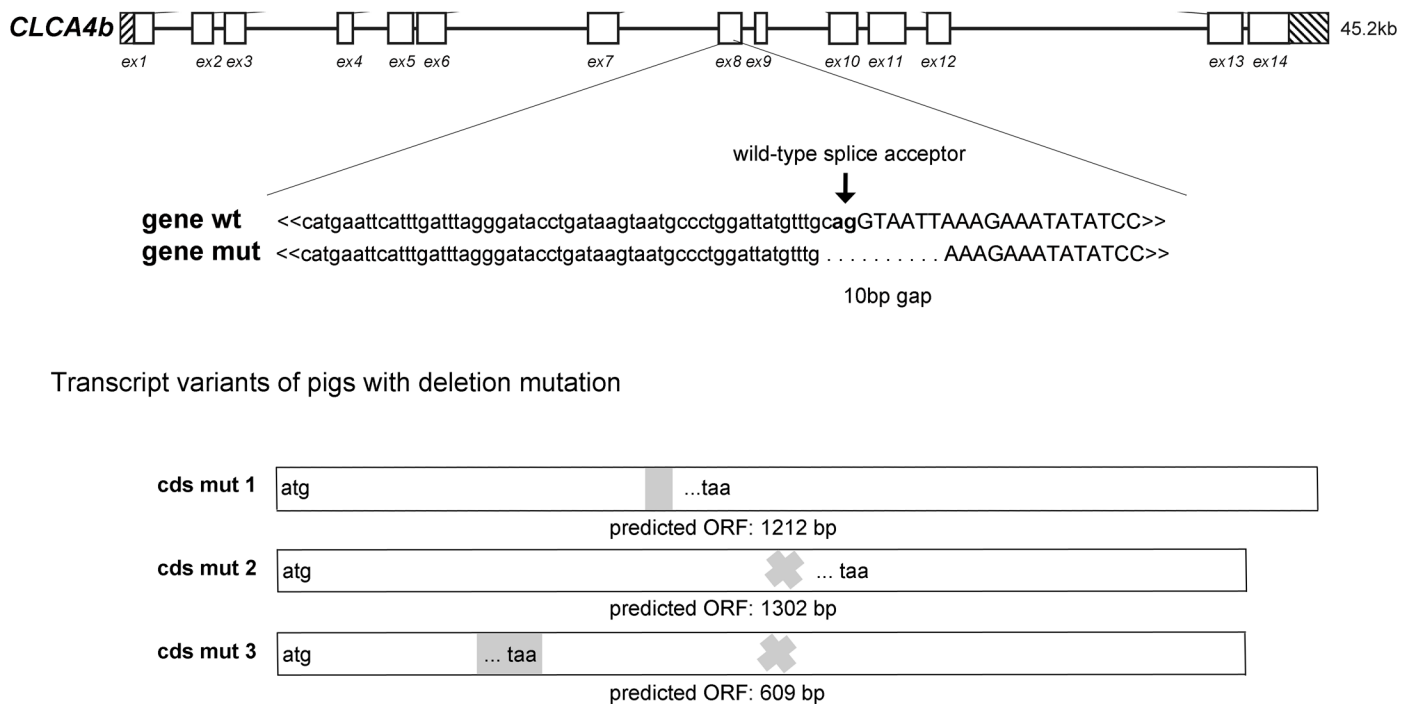 CLCA4b 45.2kb
ex1 ex2 ex3 ex4 ex5 ex6 ex7 ex8 ex9 ex10 ex11 ex12 ex13 ex14
wild-type splice acceptor
gene wt <<catgaattcatttgatttagggatacctgataagtaatgccctggattatgtttgcagGTAATTAAAGAAATATATCC>>
gene mut <<catgaattcatttgatttagggatacctgataagtaatgccctggattatgtttg . . . . . . . . . . AAAGAAATATATCC>>
10bp gap
Transcript variants of pigs with deletion mutation
cds mut 1 atg ...taa
predicted ORF: 1212 bp
cds mut 2 atg ... taa
predicted ORF: 1302 bp
cds mut 3 atg ... taa
predicted ORF: 609 bp